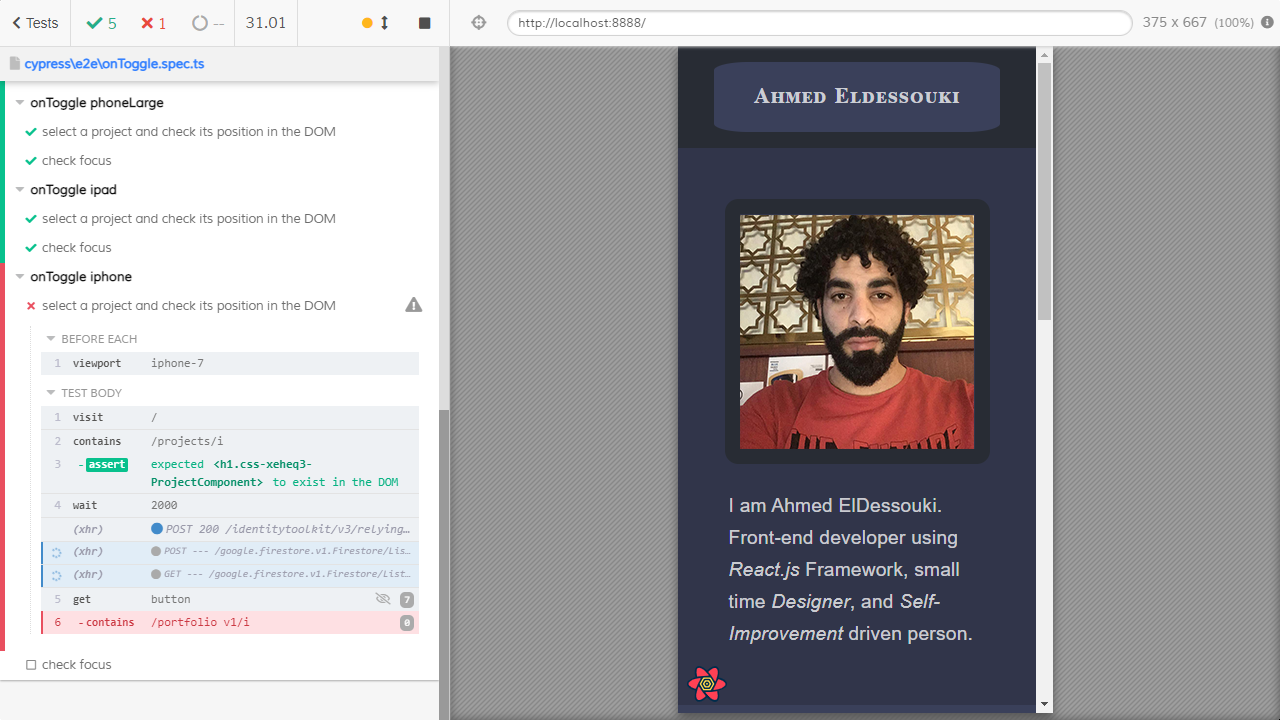 Tests
5
1
--
31.01
http://localhost:8888/
375 x 667 (100%)
cypress\e2e\onToggle.spec.ts
onToggle phoneLarge
select a project and check its position in the DOM
check focus
onToggle ipad
select a project and check its position in the DOM
check focus
onToggle iphone
select a project and check its position in the DOM
BEFORE EACH
1 viewport iphone-7
TEST BODY
1 visit /
2 contains /projects/i
3 -assert expected <h1.css-xeheq3-
ProjectComponent> to exist in the DOM
4 wait 2000
(xhr) POST 200 /identitytoolkit/v3/relying…
(xhr) POST --- /google.firestore.v1.Firestore/Lis…
(xhr) GET --- /google.firestore.v1.Firestore/List…
5 get button 7
6 -contains /portfolio v1/i 0
check focus
Ahmed Eldessouki
I am Ahmed ElDessouki.
Front-end developer using
React.js Framework, small
time Designer, and Self-
Improvement driven person.